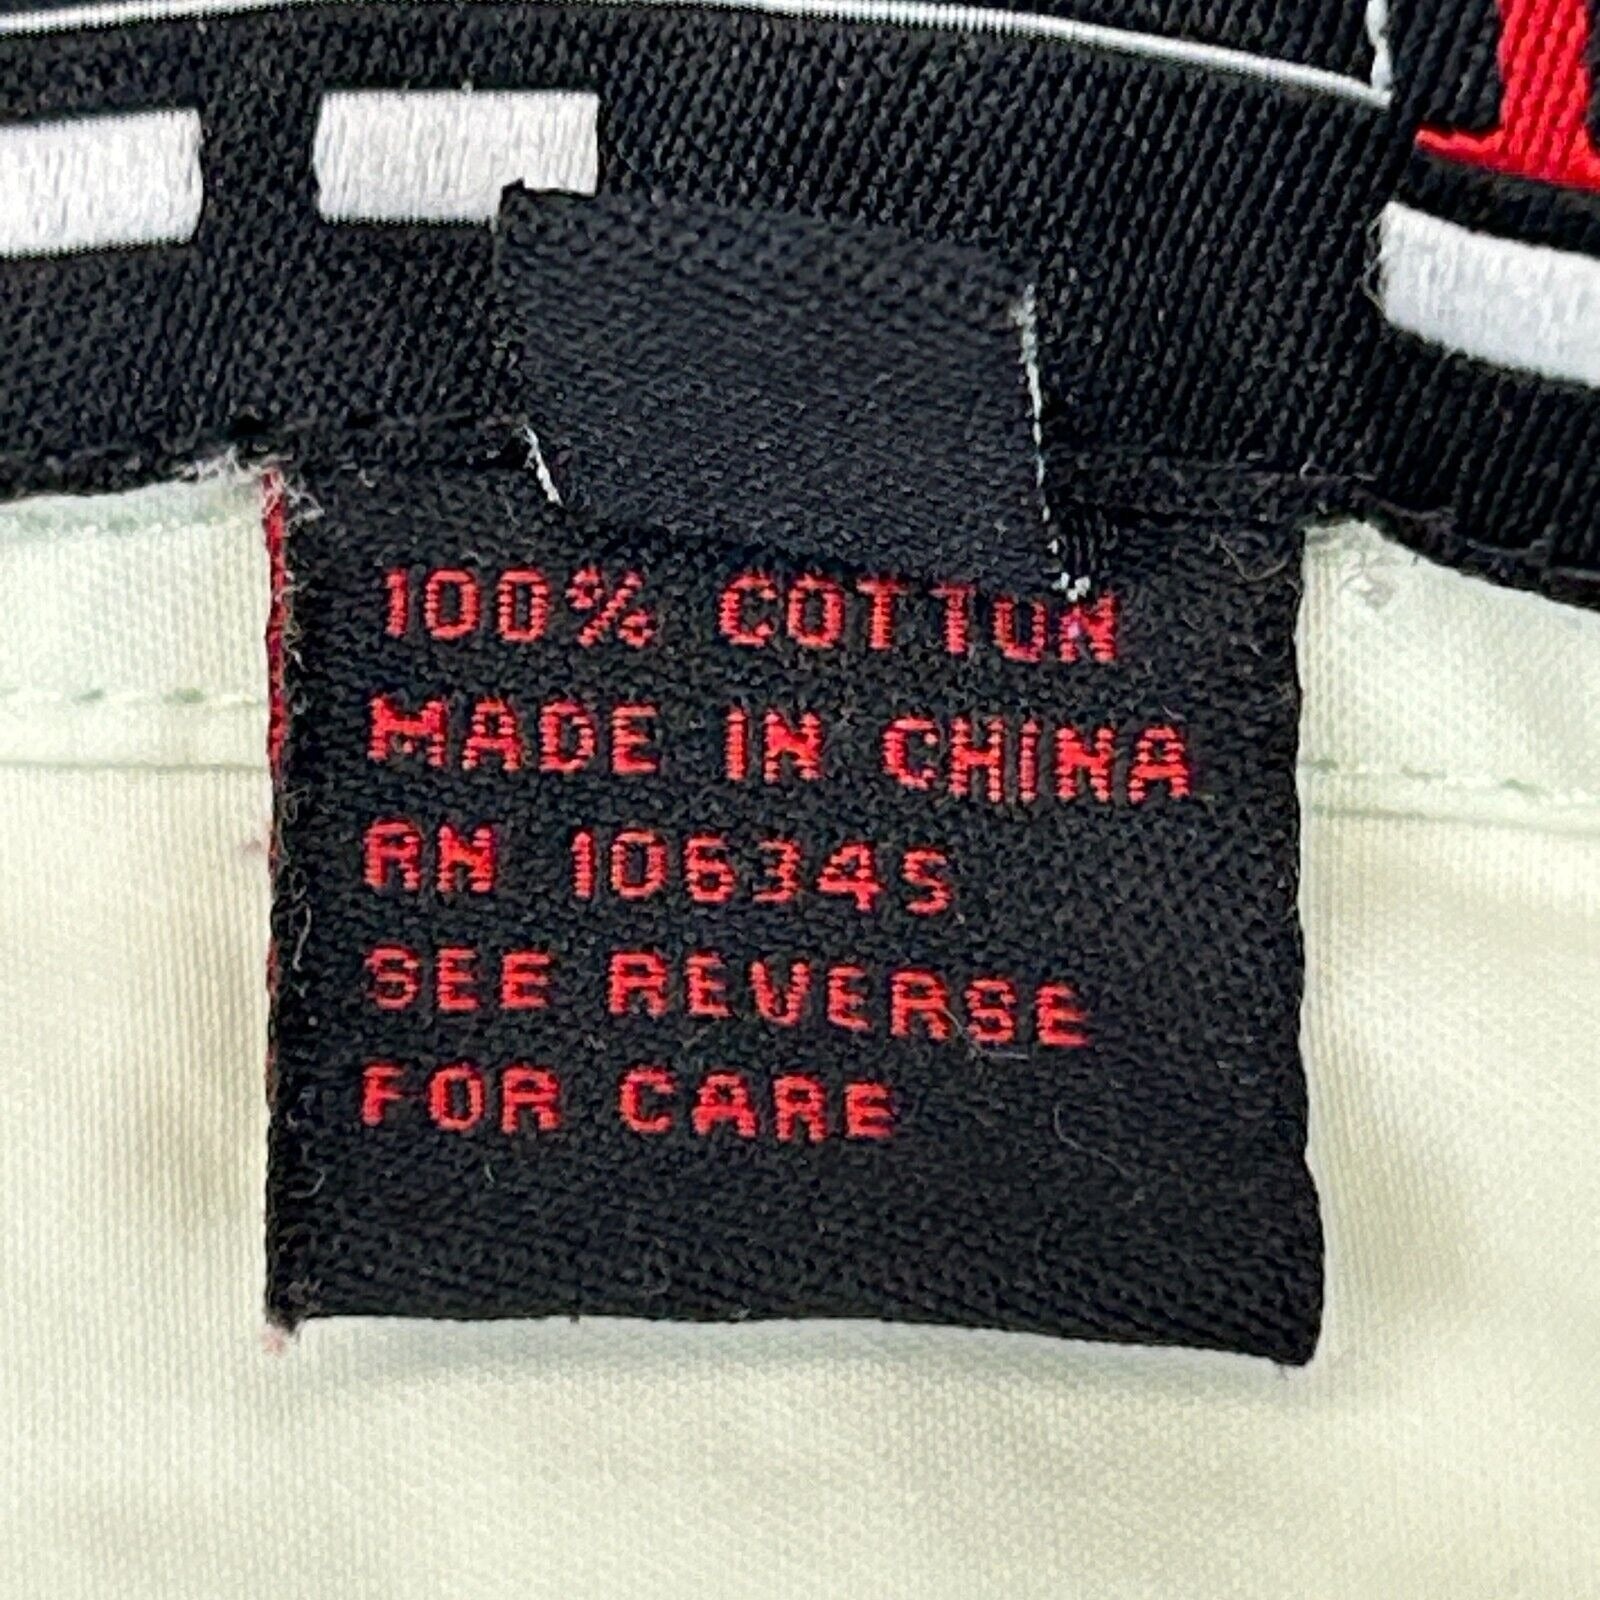 100% COTTON
MADE IN CHINA
RN 106345
SEE REVERSE
FOR CARE